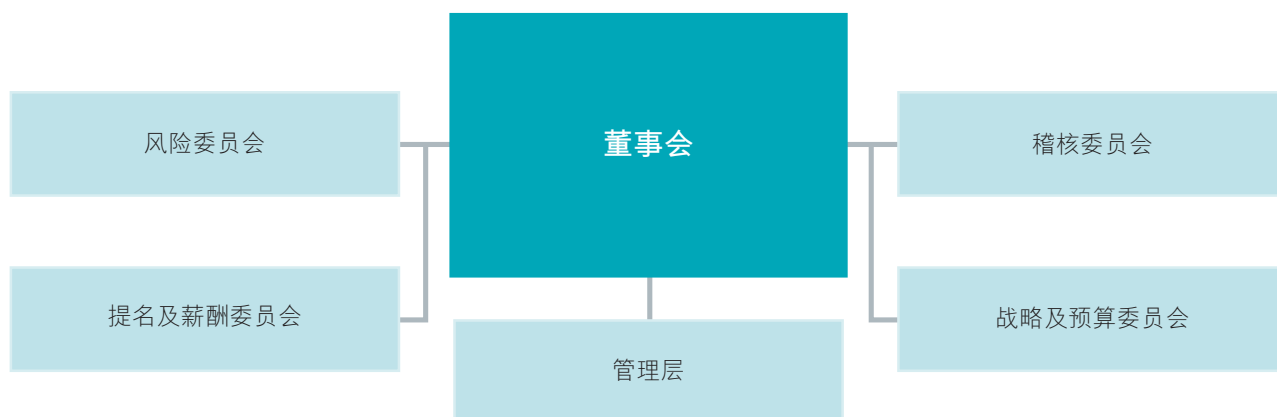 董事会
风险委员会
稽核委员会
提名及薪酬委员会
战略及预算委员会
管理层